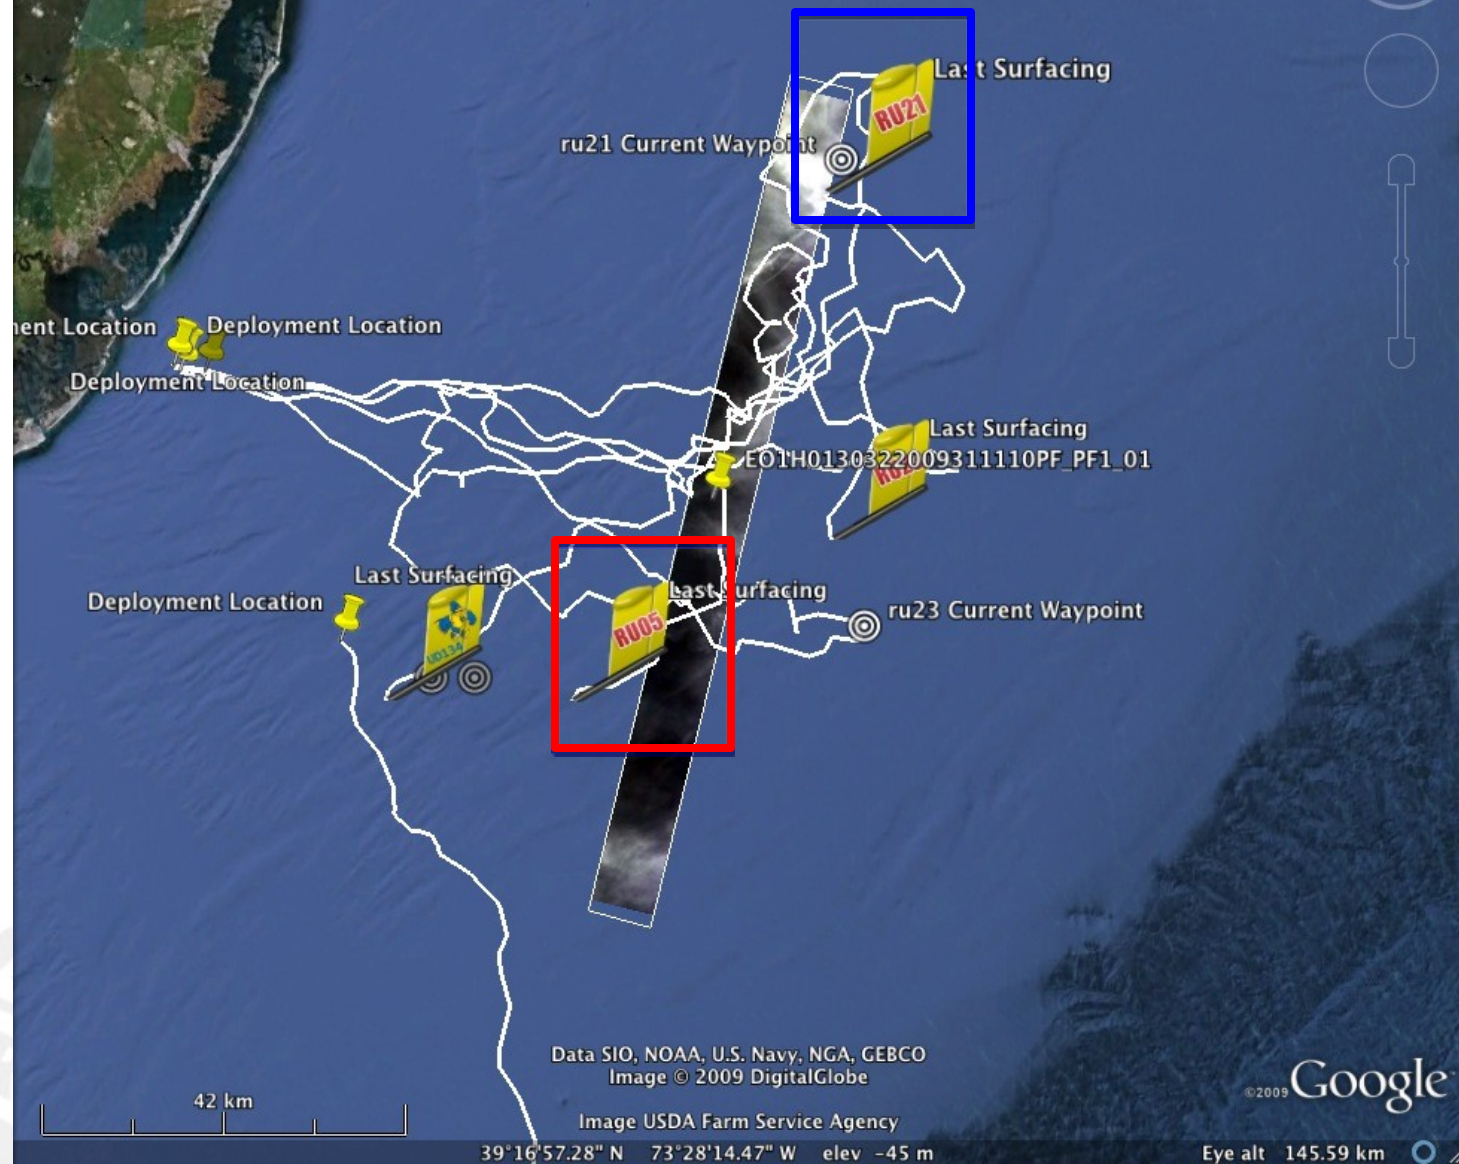 Last Surfacing
RU21
ru21 Current Waypoint
ment Location
Deployment Location
Deployment Location
Last Surfacing
EO1H0130322009311110PF_PF1_01
Last Surfacing
Deployment Location
UD134
RU05
Last Surfacing
ru23 Current Waypoint
Data SIO, NOAA, U.S. Navy, NGA, GEBCO
Image © 2009 DigitalGlobe
Image USDA Farm Service Agency
©2009 Google
42 km
39°16'57.28" N 73°28'14.47" W elev -45 m
Eye alt 145.59 km